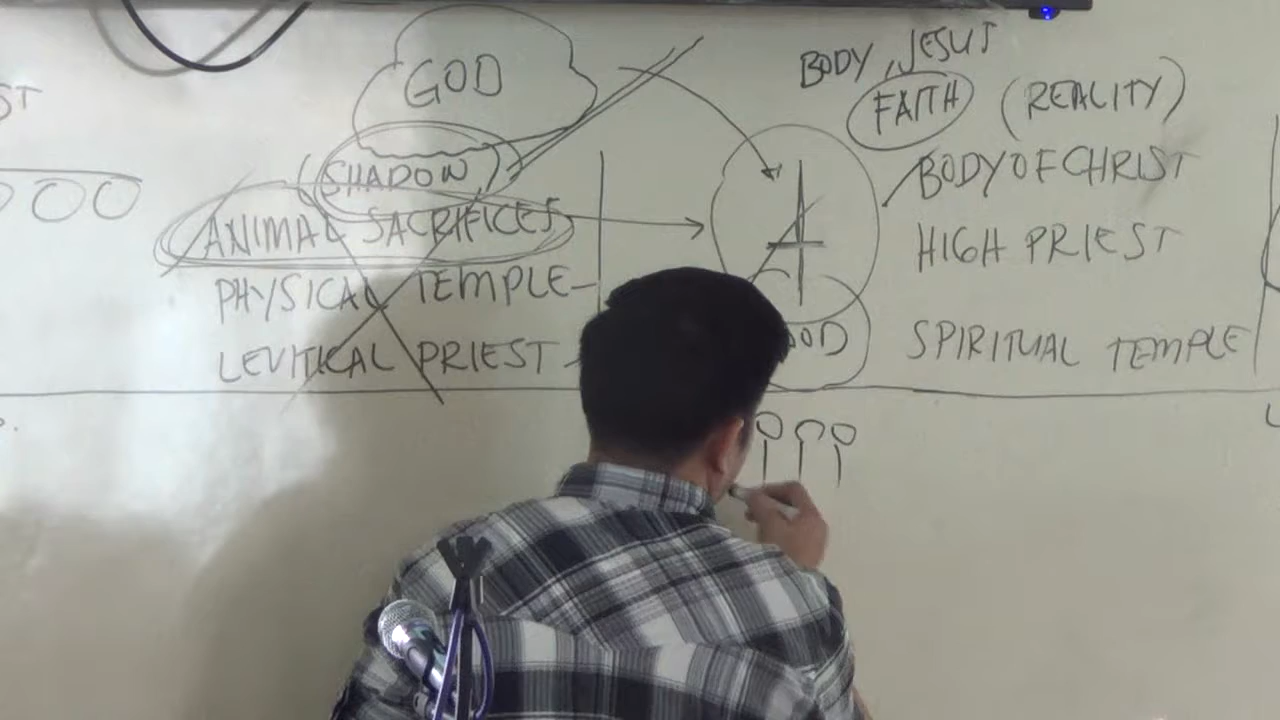 ST
GOD
(SHADOW)
ANIMAL SACRIFICES
PHYSICAL TEMPLE
LEVITICAL PRIEST
BODY, JESUS
FAITH (REALITY)
BODY OF CHRIST
HIGH PRIEST
SPIRITUAL TEMPLE